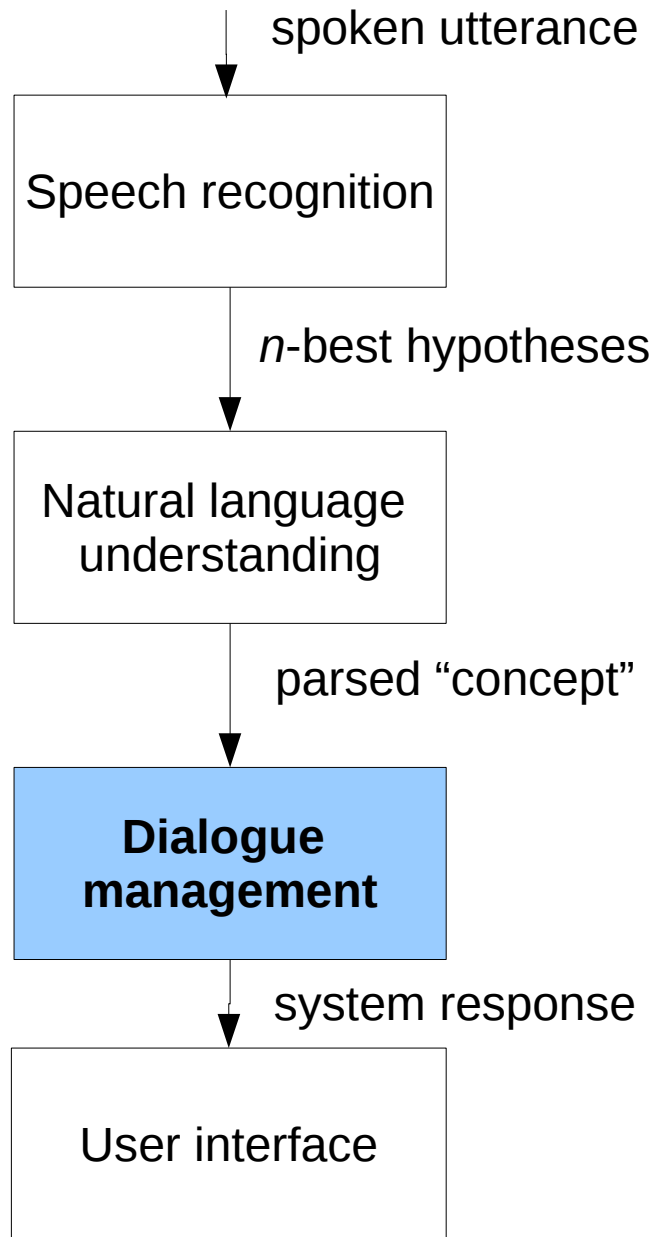 spoken utterance
Speech recognition
n-best hypotheses
Natural language
understanding
parsed “concept”
Dialogue
management
system response
User interface